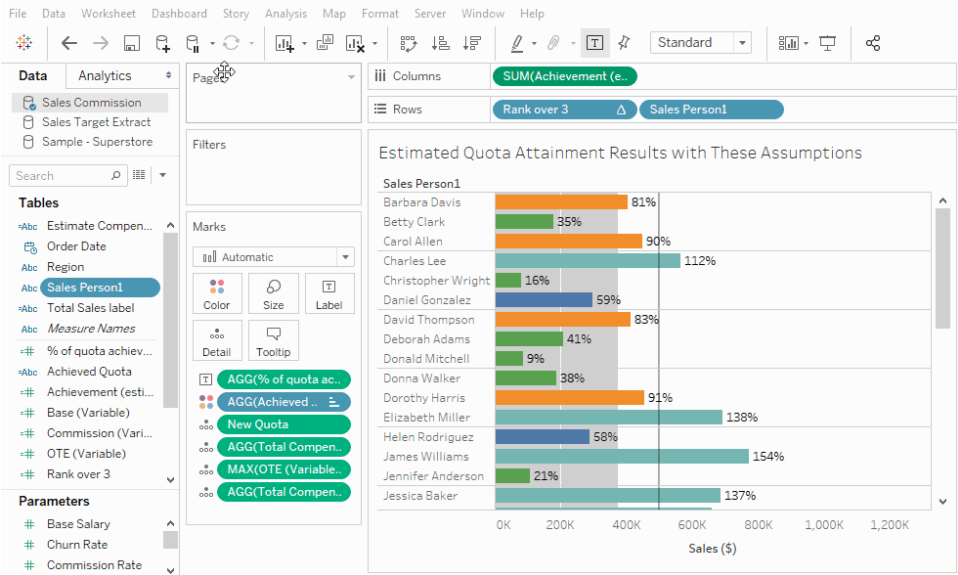 File Data Worksheet Dashboard Story Analysis Map Format Server Window Help
Standard
Data Analytics
Sales Commission
Sales Target Extract
Sample - Superstore
Search
Tables
Abc Estimate Compen...
Order Date
Abc Region
Abc Sales Person1
Abc Total Sales label
Abc Measure Names
# % of quota achiev...
Abc Achieved Quota
# Achievement (esti...
# Base (Variable)
# Commission (Vari...
# OTE (Variable)
# Rank over 3
Parameters
# Base Salary
# Churn Rate
# Commission Rate
Pages
Filters
Marks
Automatic
Color Size Label
Detail Tooltip
AGG(% of quota ac..
AGG(Achieved ..
New Quota
AGG(Total Compen..
MAX(OTE (Variable..
AGG(Total Compen..
Columns SUM(Achievement (e..
Rows Rank over 3 Sales Person1
Estimated Quota Attainment Results with These Assumptions
Sales Person1
Barbara Davis 81%
Betty Clark 35%
Carol Allen 90%
Charles Lee 112%
Christopher Wright 16%
Daniel Gonzalez 59%
David Thompson 83%
Deborah Adams 41%
Donald Mitchell 9%
Donna Walker 38%
Dorothy Harris 91%
Elizabeth Miller 138%
Helen Rodriguez 58%
James Williams 154%
Jennifer Anderson 21%
Jessica Baker 137%
0K 200K 400K 600K 800K 1,000K 1,200K
Sales ($)